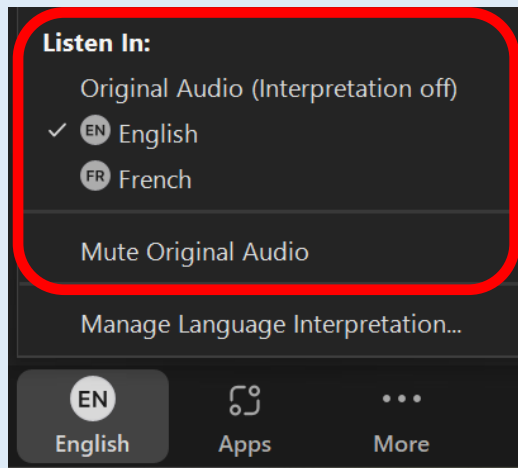 Listen In:
Original Audio (Interpretation off)
EN English
FR French
Mute Original Audio
Manage Language Interpretation...
EN
English Apps More